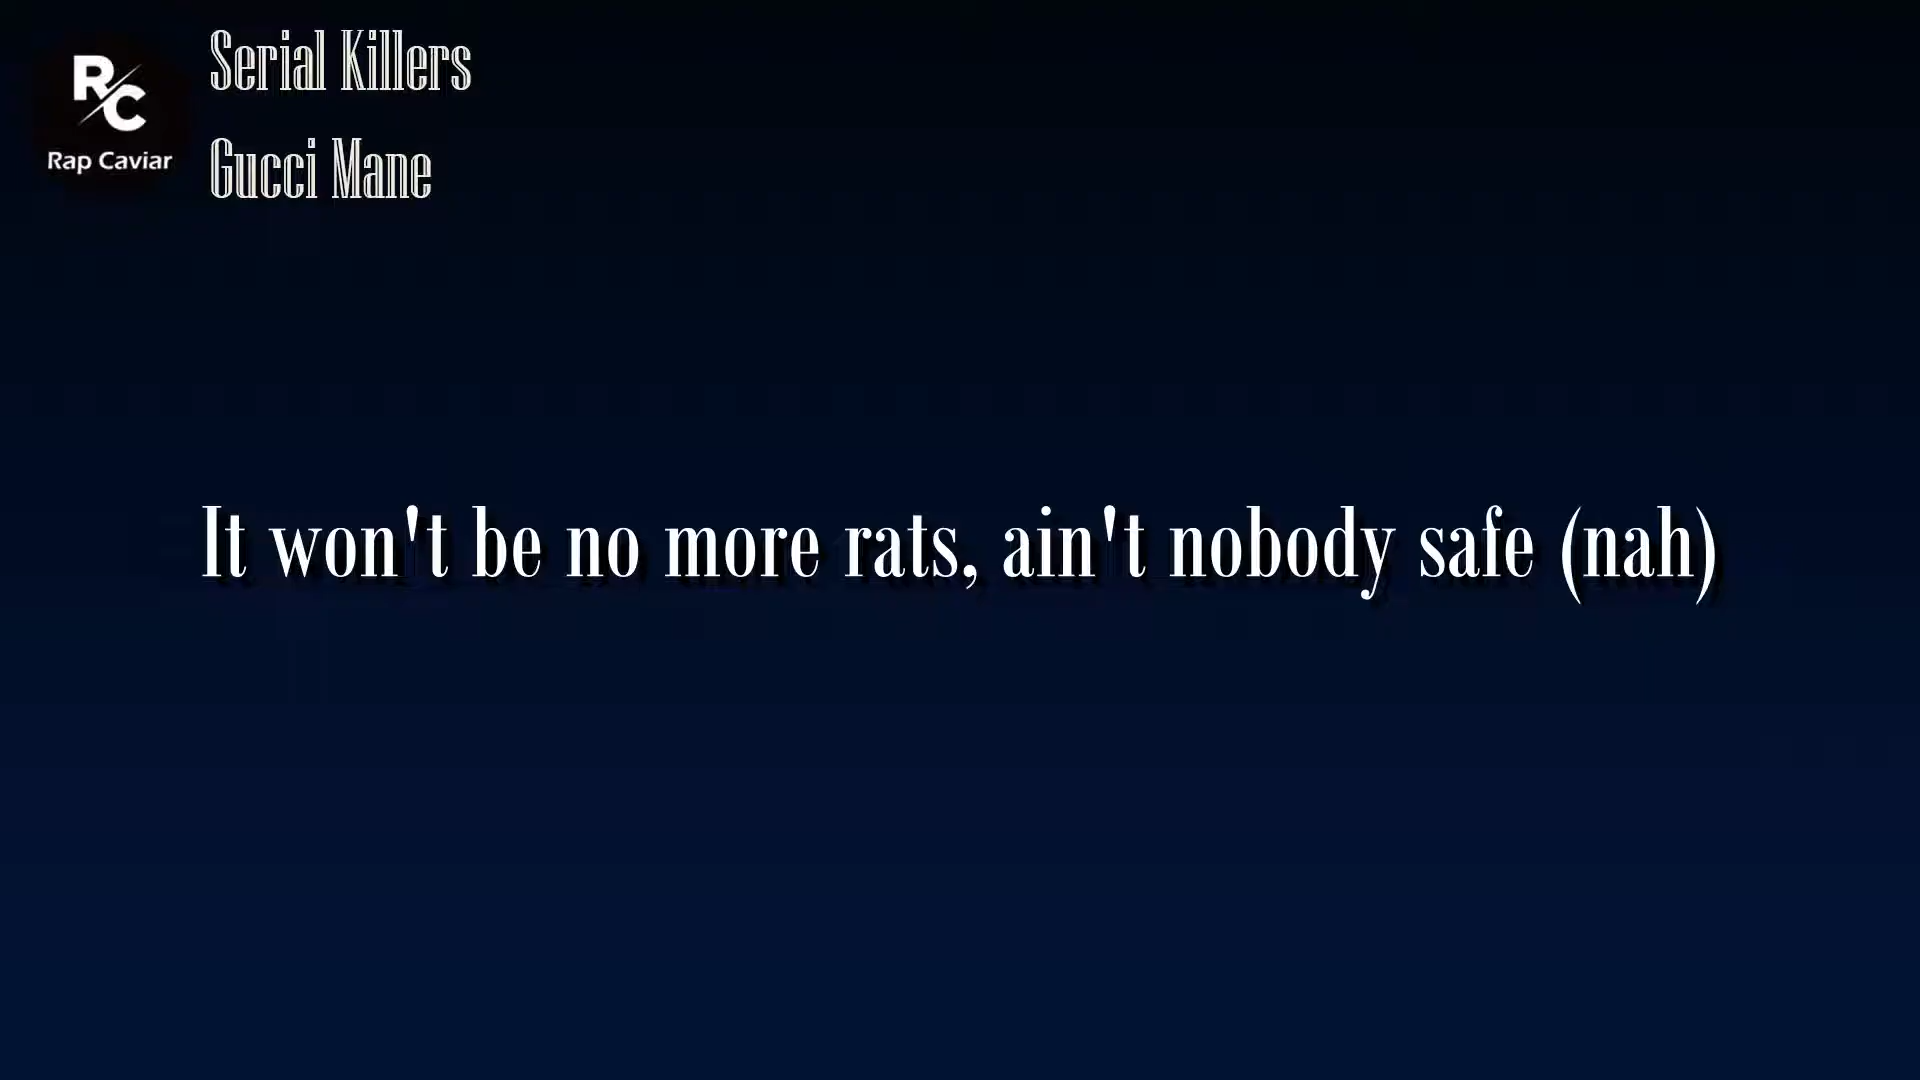 R/C
Rap Caviar
Serial Killers
Gucci Mane
It won't be no more rats, ain't nobody safe (nah)